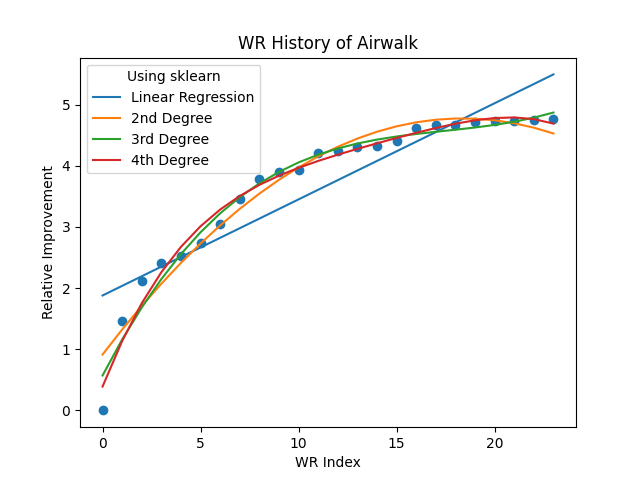 WR History of Airwalk
Using sklearn
Linear Regression
2nd Degree
3rd Degree
4th Degree
Relative Improvement
5
4
3
2
1
0
0 5 10 15 20
WR Index